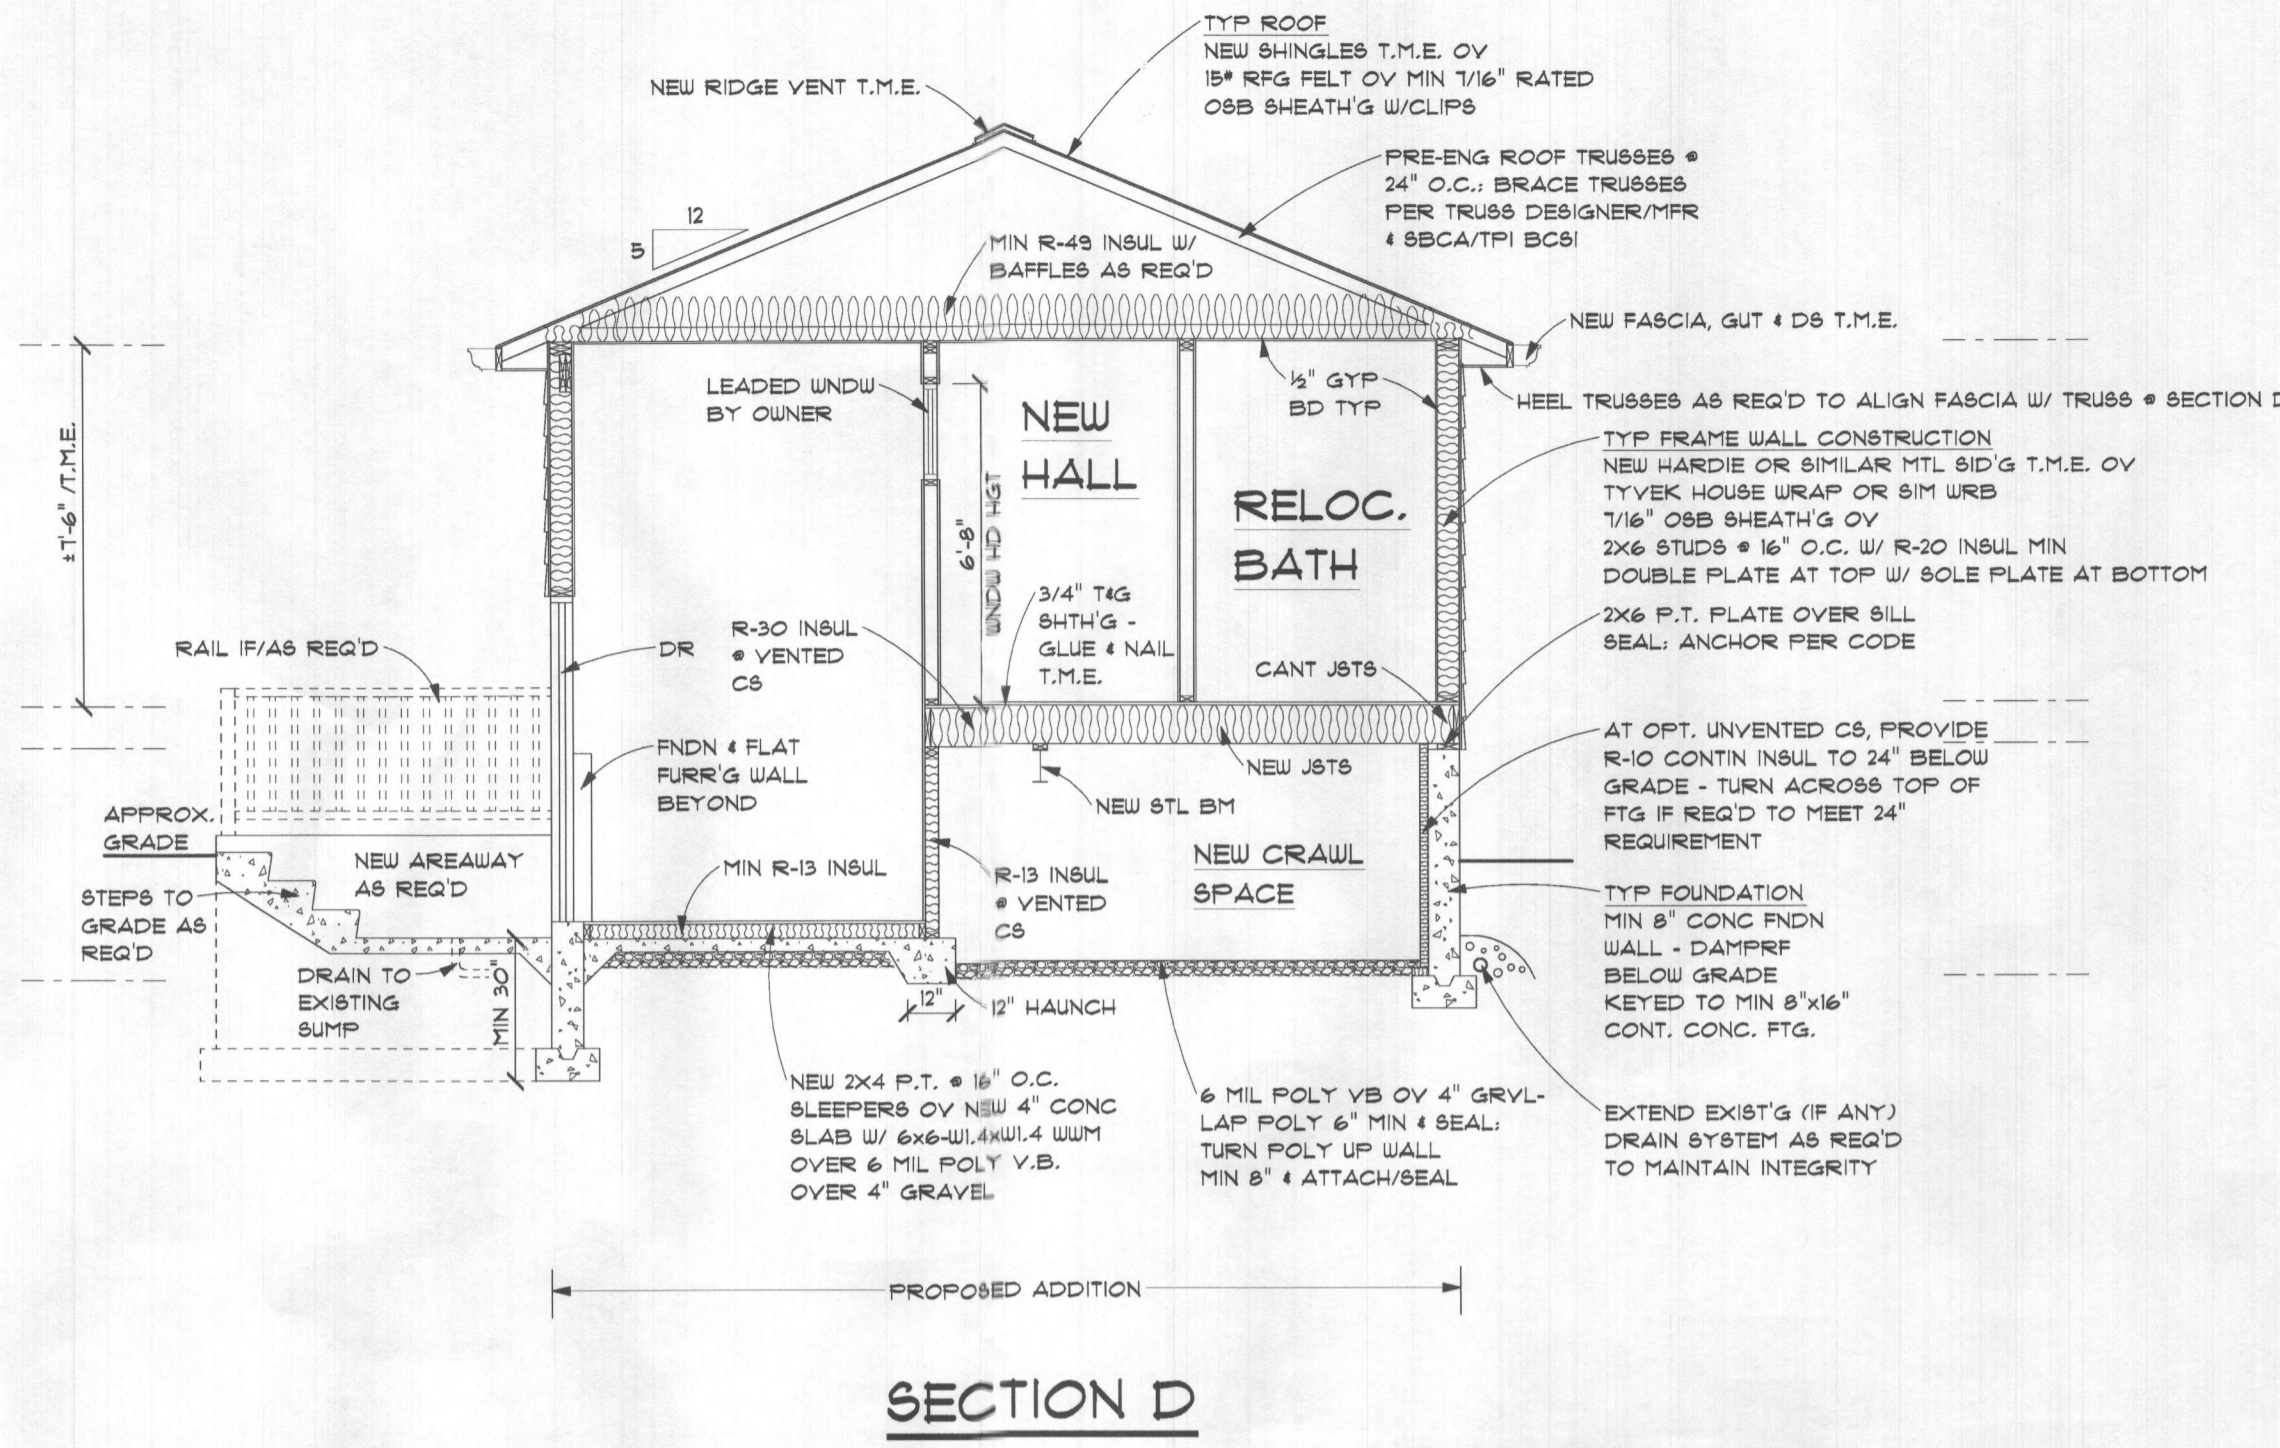 TYP ROOF
NEW SHINGLES T.M.E. OV
15# RFG FELT OV MIN 7/16" RATED
OSB SHEATH'G W/CLIPS
NEW RIDGE VENT T.M.E.
PRE-ENG ROOF TRUSSES @
24" O.C.; BRACE TRUSSES
PER TRUSS DESIGNER/MFR
& SBCA/TPI BCSI
12
5
MIN R-49 INSUL W/
BAFFLES AS REQ'D
NEW FASCIA, GUT & DS T.M.E.
HEEL TRUSSES AS REQ'D TO ALIGN FASCIA W/ TRUSS @ SECTION D
±7'-6" /T.M.E.
LEADED WNDW
BY OWNER
NEW
HALL
1/2" GYP
BD TYP
RELOC.
BATH
6'-8"
WNDW HD HGT
TYP FRAME WALL CONSTRUCTION
NEW HARDIE OR SIMILAR MTL SID'G T.M.E. OV
TYVEK HOUSE WRAP OR SIM WRB
7/16" OSB SHEATH'G OV
2X6 STUDS @ 16" O.C. W/ R-20 INSUL MIN
DOUBLE PLATE AT TOP W/ SOLE PLATE AT BOTTOM
2X6 P.T. PLATE OVER SILL
SEAL; ANCHOR PER CODE
3/4" T&G
SHTH'G -
GLUE & NAIL
T.M.E.
RAIL IF/AS REQ'D
DR
R-30 INSUL
@ VENTED
CS
CANT JSTS
FNDN & FLAT
FURR'G WALL
BEYOND
NEW JSTS
NEW STL BM
AT OPT. UNVENTED CS, PROVIDE
R-10 CONTIN INSUL TO 24" BELOW
GRADE - TURN ACROSS TOP OF
FTG IF REQ'D TO MEET 24"
REQUIREMENT
APPROX.
GRADE
NEW AREAWAY
AS REQ'D
MIN R-13 INSUL
R-13 INSUL
@ VENTED
CS
NEW CRAWL
SPACE
STEPS TO
GRADE AS
REQ'D
TYP FOUNDATION
MIN 8" CONC FNDN
WALL - DAMPRF
BELOW GRADE
KEYED TO MIN 8"x16"
CONT. CONC. FTG.
DRAIN TO
EXISTING
SUMP
MIN 30"
12"
12" HAUNCH
NEW 2X4 P.T. @ 16" O.C.
SLEEPERS OV NEW 4" CONC
SLAB W/ 6x6-W1.4xW1.4 WWM
OVER 6 MIL POLY V.B.
OVER 4" GRAVEL
6 MIL POLY VB OV 4" GRVL-
LAP POLY 6" MIN & SEAL;
TURN POLY UP WALL
MIN 8" & ATTACH/SEAL
EXTEND EXIST'G (IF ANY)
DRAIN SYSTEM AS REQ'D
TO MAINTAIN INTEGRITY
PROPOSED ADDITION
SECTION D